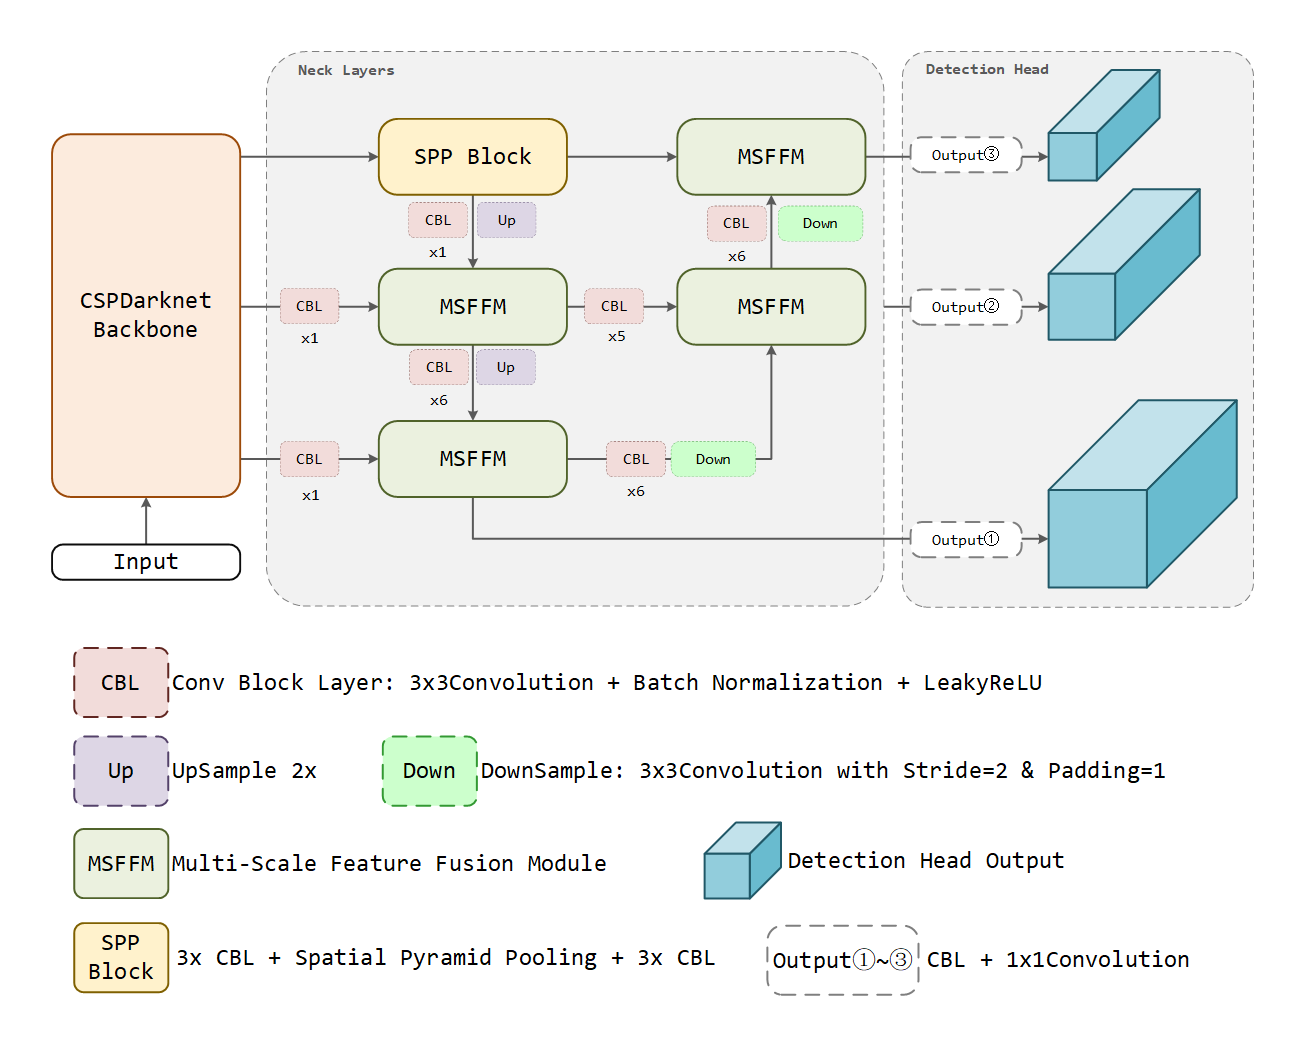 Neck Layers
Detection Head
SPP Block
MSFFM
Output③
CBL
Up
x1
CBL
Down
x6
CSPDarknet
Backbone
CBL
x1
MSFFM
CBL
x5
MSFFM
Output②
CBL
Up
x6
CBL
x1
MSFFM
CBL
Down
x6
Output①
Input
CBL
Conv Block Layer: 3x3Convolution + Batch Normalization + LeakyReLU
Up
UpSample 2x
Down
DownSample: 3x3Convolution with Stride=2 & Padding=1
MSFFM
Multi-Scale Feature Fusion Module
Detection Head Output
SPP
Block
3x CBL + Spatial Pyramid Pooling + 3x CBL
Output①~③
CBL + 1x1Convolution